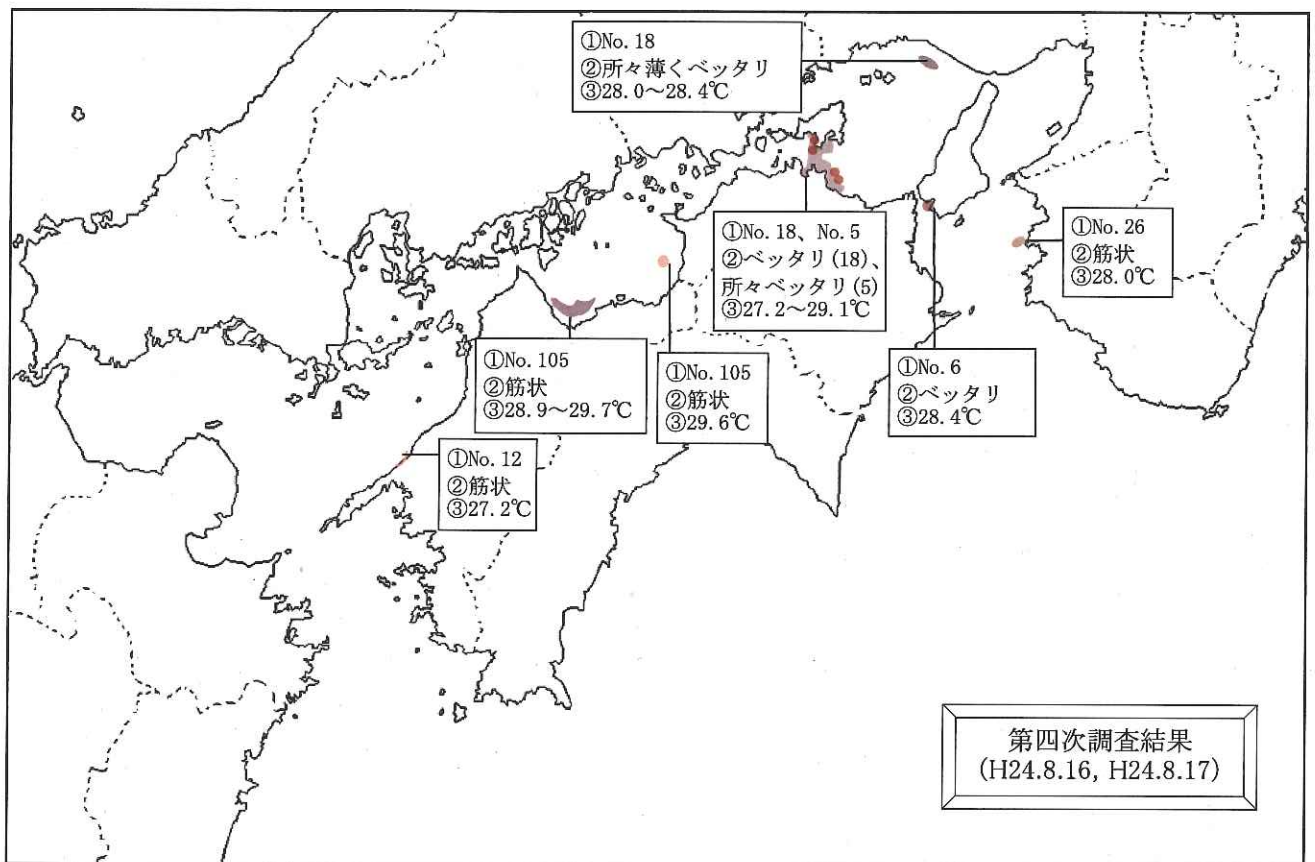 ①No.18
②所々薄くベッタリ
③28.0～28.4℃
①No.18、No.5
②ベッタリ(18)、
所々ベッタリ(5)
③27.2～29.1℃
①No.26
②筋状
③28.0℃
①No.105
②筋状
③28.9～29.7℃
①No.105
②筋状
③29.6℃
①No.6
②ベッタリ
③28.4℃
①No.12
②筋状
③27.2℃
第四次調査結果
(H24.8.16, H24.8.17)